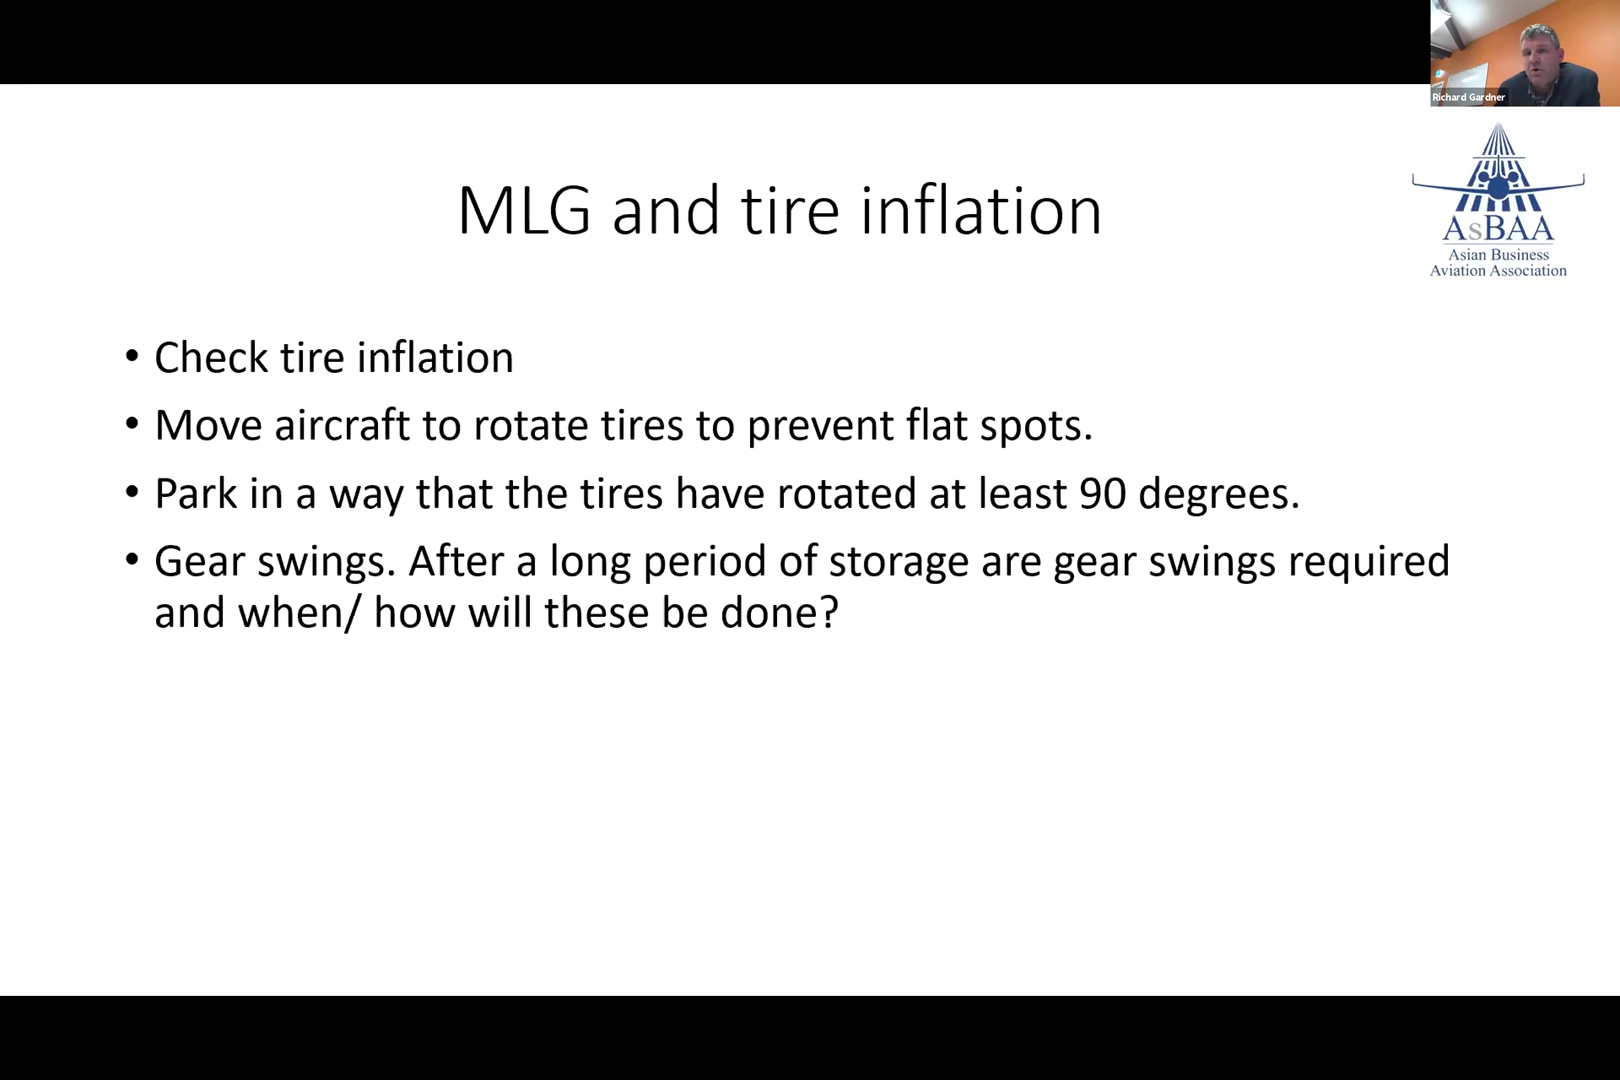 Richard Gardner
AsBAA
Asian Business
Aviation Association
MLG and tire inflation
• Check tire inflation
• Move aircraft to rotate tires to prevent flat spots.
• Park in a way that the tires have rotated at least 90 degrees.
• Gear swings. After a long period of storage are gear swings required
and when/ how will these be done?